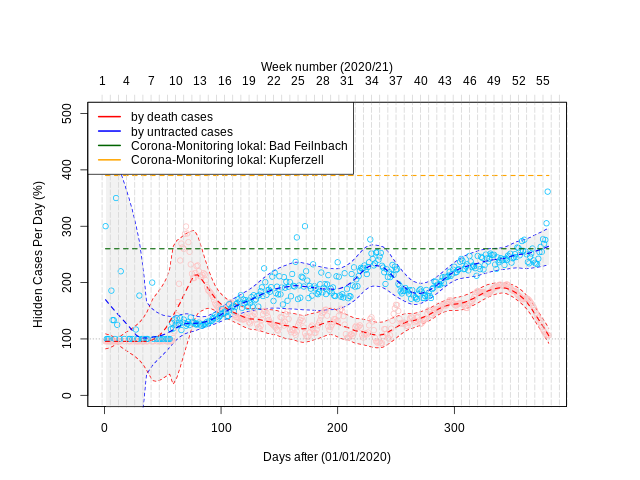 Week number (2020/21)
1 4 7 10 13 16 19 22 25 28 31 34 37 40 43 46 49 52 55
Hidden Cases Per Day (%)
500
400
300
200
100
0
by death cases
by untracted cases
Corona-Monitoring lokal: Bad Feilnbach
Corona-Monitoring lokal: Kupferzell
0 100 200 300
Days after (01/01/2020)